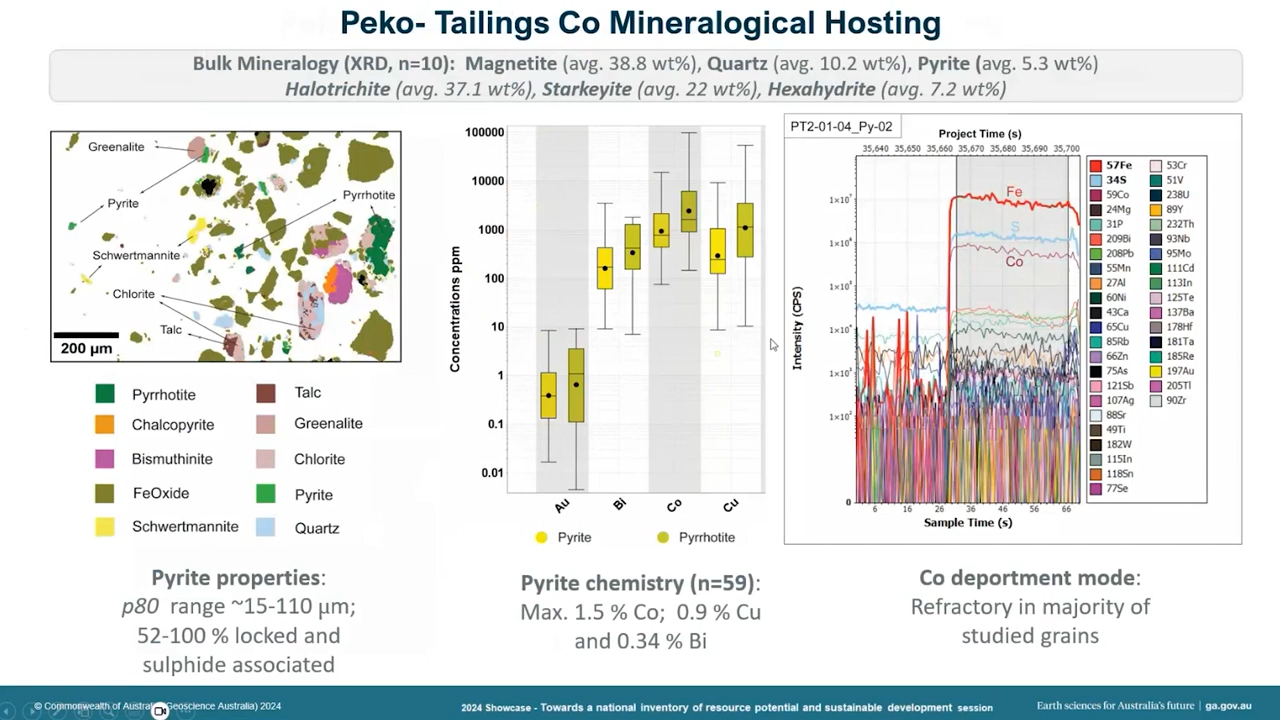 Peko- Tailings Co Mineralogical Hosting
Bulk Mineralogy (XRD, n=10): Magnetite (avg. 38.8 wt%), Quartz (avg. 10.2 wt%), Pyrite (avg. 5.3 wt%)
Halotrichite (avg. 37.1 wt%), Starkeyite (avg. 22 wt%), Hexahydrite (avg. 7.2 wt%)
Greenalite
Pyrite
Pyrrhotite
Schwertmannite
Chlorite
Talc
200 µm
Pyrrhotite
Chalcopyrite
Bismuthinite
FeOxide
Schwertmannite
Talc
Greenalite
Chlorite
Pyrite
Quartz
Pyrite properties:
p80 range ~15-110 µm;
52-100 % locked and
sulphide associated
Concentrations ppm
100000
10000
1000
100
10
1
0.1
0.01
Au Bi Co Cu
Pyrite Pyrrhotite
Pyrite chemistry (n=59):
Max. 1.5 % Co; 0.9 % Cu
and 0.34 % Bi
PT2-01-04_Py-02
Project Time (s)
35,640 35,650 35,660 35,670 35,680 35,690 35,700
Intensity (CPS)
Fe
S
Co
0
6 16 26 36 46 56 66
Sample Time (s)
57Fe
34S
59Co
24Mg
31P
209Bi
208Pb
55Mn
27Al
60Ni
43Ca
65Cu
85Rb
66Zn
75As
121Sb
107Ag
88Sr
49Ti
182W
115In
118Sn
77Se
53Cr
51V
238U
89Y
232Th
93Nb
95Mo
111Cd
113In
125Te
137Ba
178Hf
181Ta
185Re
197Au
205Tl
90Zr
Co department mode:
Refractory in majority of
studied grains
© Commonwealth of Australia (Geoscience Australia) 2024
2024 Showcase - Towards a national inventory of resource potential and sustainable development session
Earth sciences for Australia's future | ga.gov.au